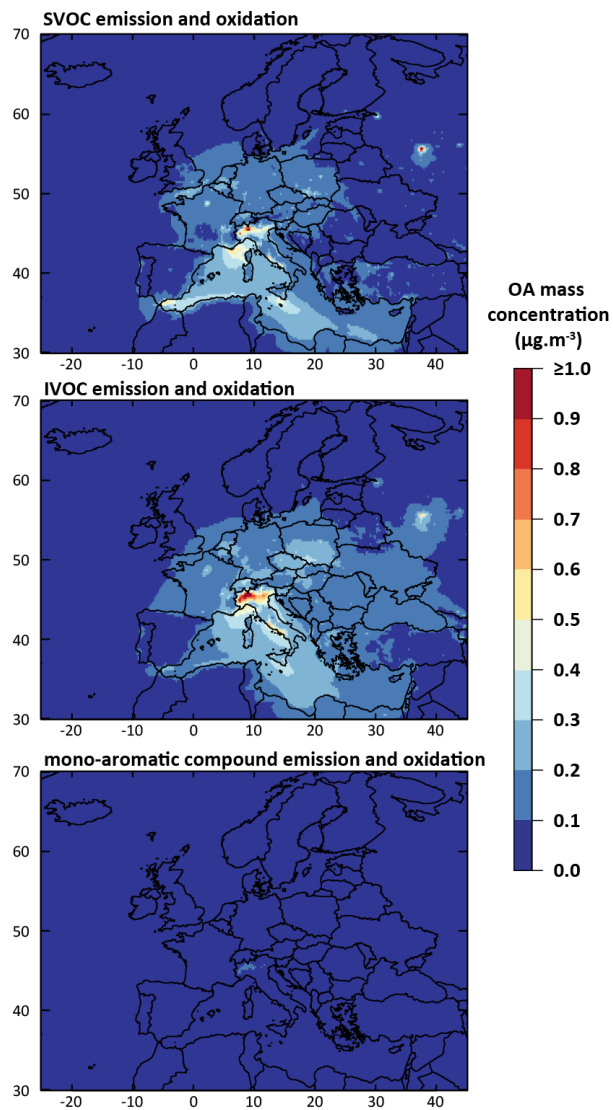 SVOC emission and oxidation
70
60
50
40
30
-20 -10 0 10 20 30 40
IVOC emission and oxidation
70
60
50
40
30
-20 -10 0 10 20 30 40
mono-aromatic compound emission and oxidation
70
60
50
40
30
-20 -10 0 10 20 30 40
OA mass
concentration
(µg.m⁻³)
≥1.0
0.9
0.8
0.7
0.6
0.5
0.4
0.3
0.2
0.1
0.0